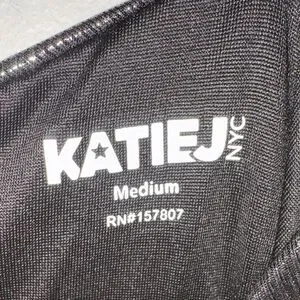 KATIEJ NYC
Medium
RN#157807